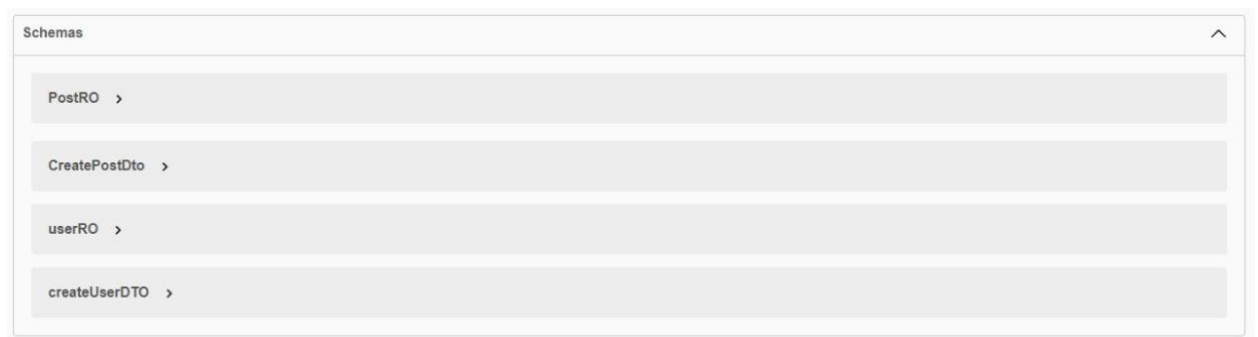 Schemas
PostRO
CreatePostDto
userRO
createUserDTO